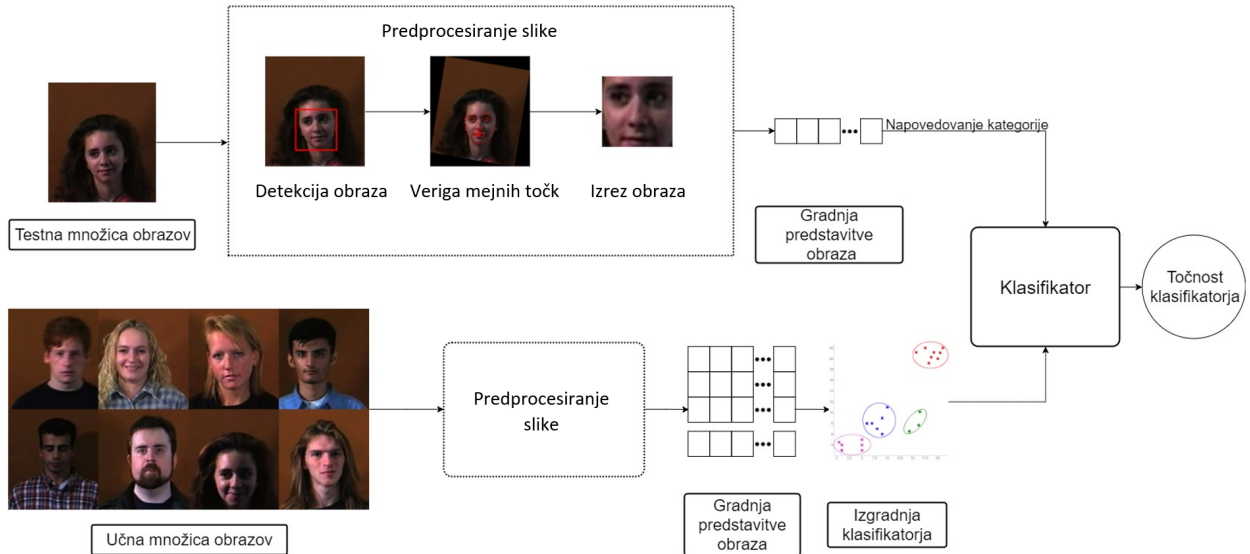 Predprocesiranje slike
Detekcija obraza
Veriga mejnih točk
Izrez obraza
Testna množica obrazov
Napovedovanje kategorije
Gradnja
predstavitve
obraza
Klasifikator
Točnost
klasifikatorja
Predprocesiranje
slike
Učna množica obrazov
Gradnja
predstavitve
obraza
Izgradnja
klasifikatorja